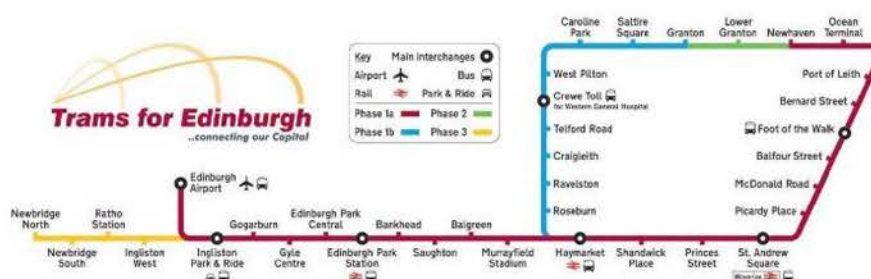 Trams for Edinburgh
...connecting our Capital
Key
Main interchanges
Airport
Bus
Rail
Park & Ride
Phase 1a
Phase 2
Phase 1b
Phase 3
Caroline
Park
Saltire
Square
Granton
Lower
Granton
Newhaven
Ocean
Terminal
West Pilton
Crewe Toll
for Western General Hospital
Telford Road
Craigleith
Ravelston
Roseburn
Port of Leith
Bernard Street
Foot of the Walk
Balfour Street
McDonald Road
Picardy Place
Edinburgh
Airport
Newbridge
North
Newbridge
South
Ratho
Station
Ingliston
West
Ingliston
Park & Ride
Gogarburn
Gyle
Centre
Edinburgh Park
Central
Edinburgh Park
Station
Bankhead
Saughton
Balgreen
Murrayfield
Stadium
Haymarket
Shandwick
Place
Princes
Street
St. Andrew
Square